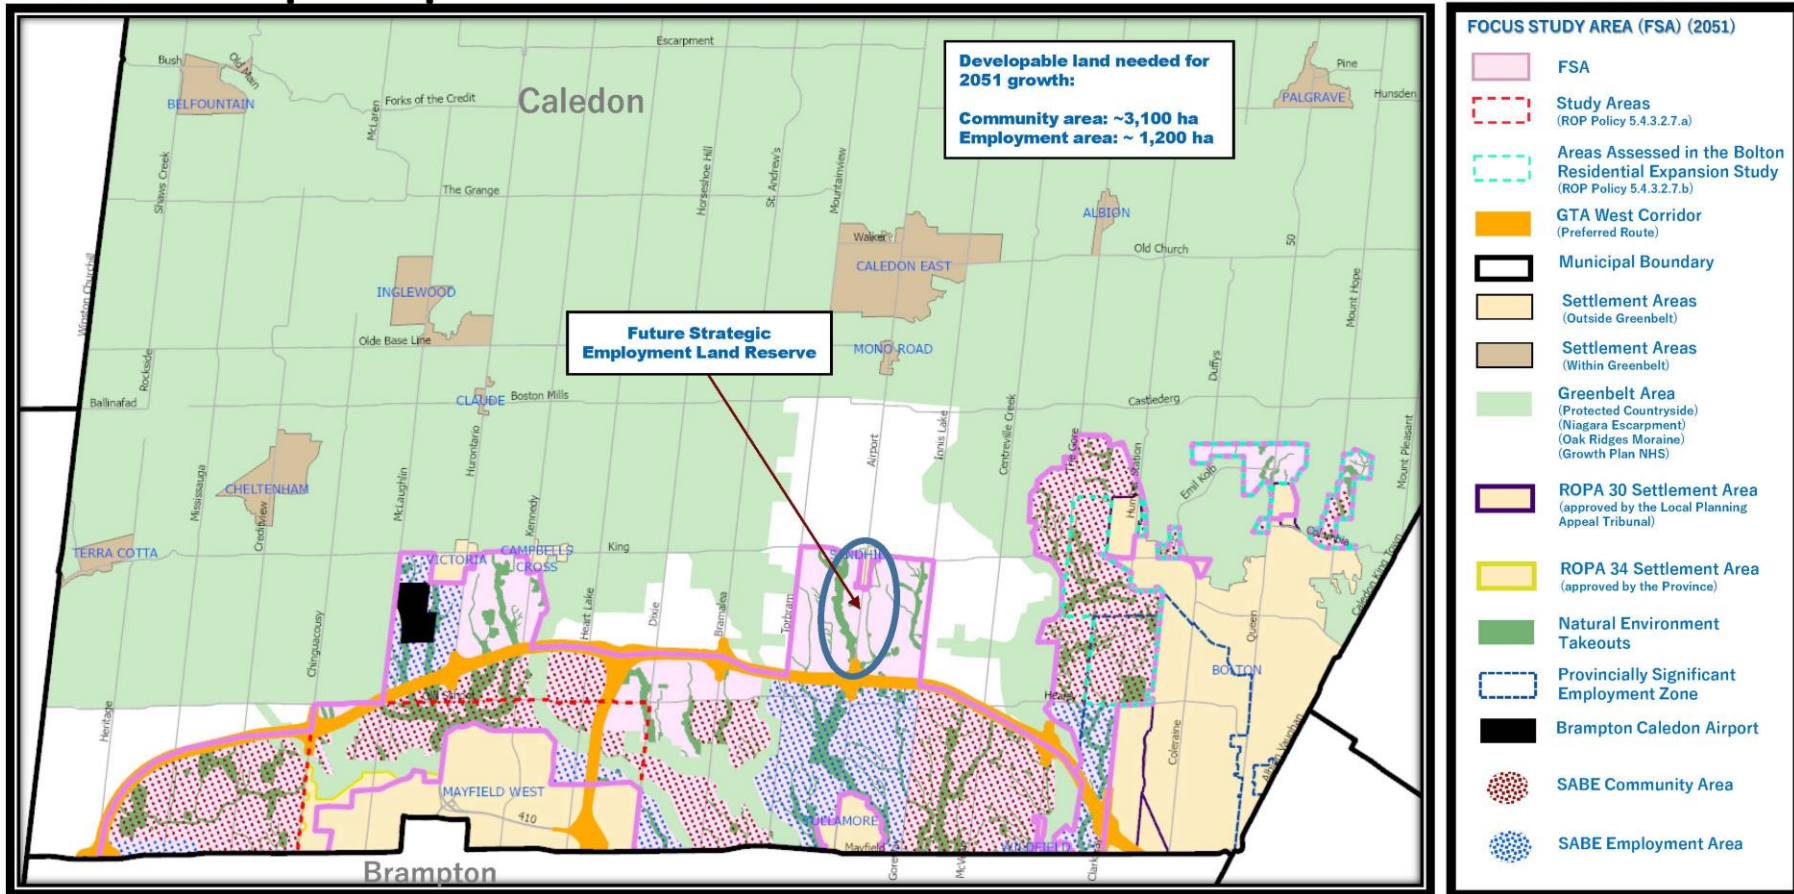 Escarpment
Bush
Old Main
BELFOUNTAIN
McLaren
Forks of the Credit
Caledon
Developable land needed for
2051 growth:
Community area: ~3,100 ha
Employment area: ~ 1,200 ha
Pine
PALGRAVE
Hunsden
Shaws Creek
The Grange
Horseshoe Hill
St. Andrew's
Mountainview
ALBION
Walker
Old Church
50
CALEDON EAST
Winston Churchill
INGLEWOOD
Mount Hope
Olde Base Line
Future Strategic
Employment Land Reserve
MONO ROAD
Rockside
Duffys
Ballinafad
CLAUDE
Boston Mills
Castlederg
Hurontario
Airport
Innis Lake
Centreville Creek
The Gore
Mount Pleasant
CHELTENHAM
Mississauga
Creditview
McLaughlin
Kennedy
Emil Kolb
Columbia
TERRA COTTA
VICTORIA
CAMPBELLS
CROSS
King
SANDHILL
Caledon King Town
Chinguacousy
Heart Lake
Dixie
Bramalea
Torbram
Queen
BOLTON
Healey
Heritage
Coleraine
Albion Vaughan
MAYFIELD WEST
410
TULLAMORE
Mayfield
WILDFIELD
Brampton
FOCUS STUDY AREA (FSA) (2051)
FSA
Study Areas
(ROP Policy 5.4.3.2.7.a)
Areas Assessed in the Bolton
Residential Expansion Study
(ROP Policy 5.4.3.2.7.b)
GTA West Corridor
(Preferred Route)
Municipal Boundary
Settlement Areas
(Outside Greenbelt)
Settlement Areas
(Within Greenbelt)
Greenbelt Area
(Protected Countryside)
(Niagara Escarpment)
(Oak Ridges Moraine)
(Growth Plan NHS)
ROPA 30 Settlement Area
(approved by the Local Planning
Appeal Tribunal)
ROPA 34 Settlement Area
(approved by the Province)
Natural Environment
Takeouts
Provincially Significant
Employment Zone
Brampton Caledon Airport
SABE Community Area
SABE Employment Area